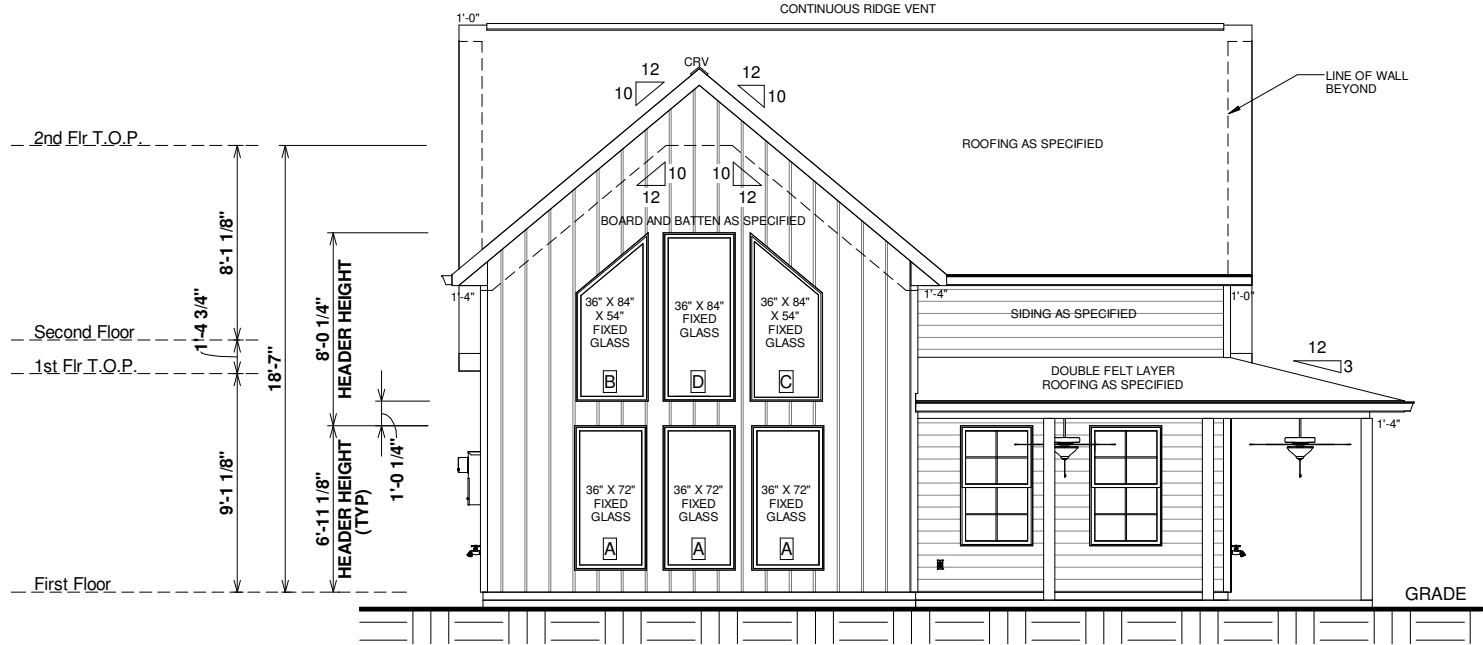 CONTINUOUS RIDGE VENT
1'-0"
CRV
12
10
12
10
LINE OF WALL
BEYOND
2nd Flr T.O.P.
ROOFING AS SPECIFIED
10
12
10
12
BOARD AND BATTEN AS SPECIFIED
8'-1 1/8"
1'-4 3/4"
18'-7"
8'-0 1/4"
HEADER HEIGHT
1'-4"
1'-4"
1'-0"
36" X 84"
X 54"
FIXED
GLASS
B
36" X 84"
FIXED
GLASS
D
36" X 84"
X 54"
FIXED
GLASS
C
SIDING AS SPECIFIED
Second Floor
1st Flr T.O.P.
12
3
DOUBLE FELT LAYER
ROOFING AS SPECIFIED
1'-4"
9'-1 1/8"
6'-11 1/8"
HEADER HEIGHT
(TYP)
1'-0 1/4"
36" X 72"
FIXED
GLASS
A
36" X 72"
FIXED
GLASS
A
36" X 72"
FIXED
GLASS
A
First Floor
GRADE